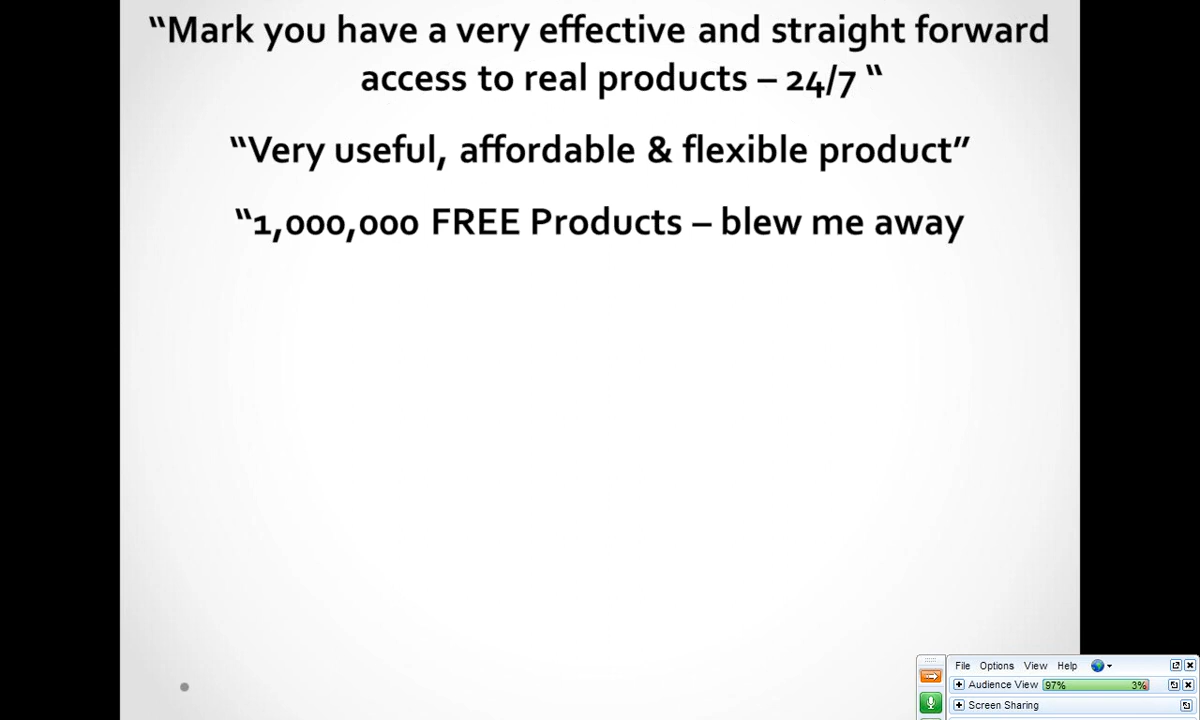 “Mark you have a very effective and straight forward
access to real products – 24/7 “
“Very useful, affordable & flexible product”
“1,000,000 FREE Products – blew me away
File Options View Help
Audience View 97% 3%
Screen Sharing